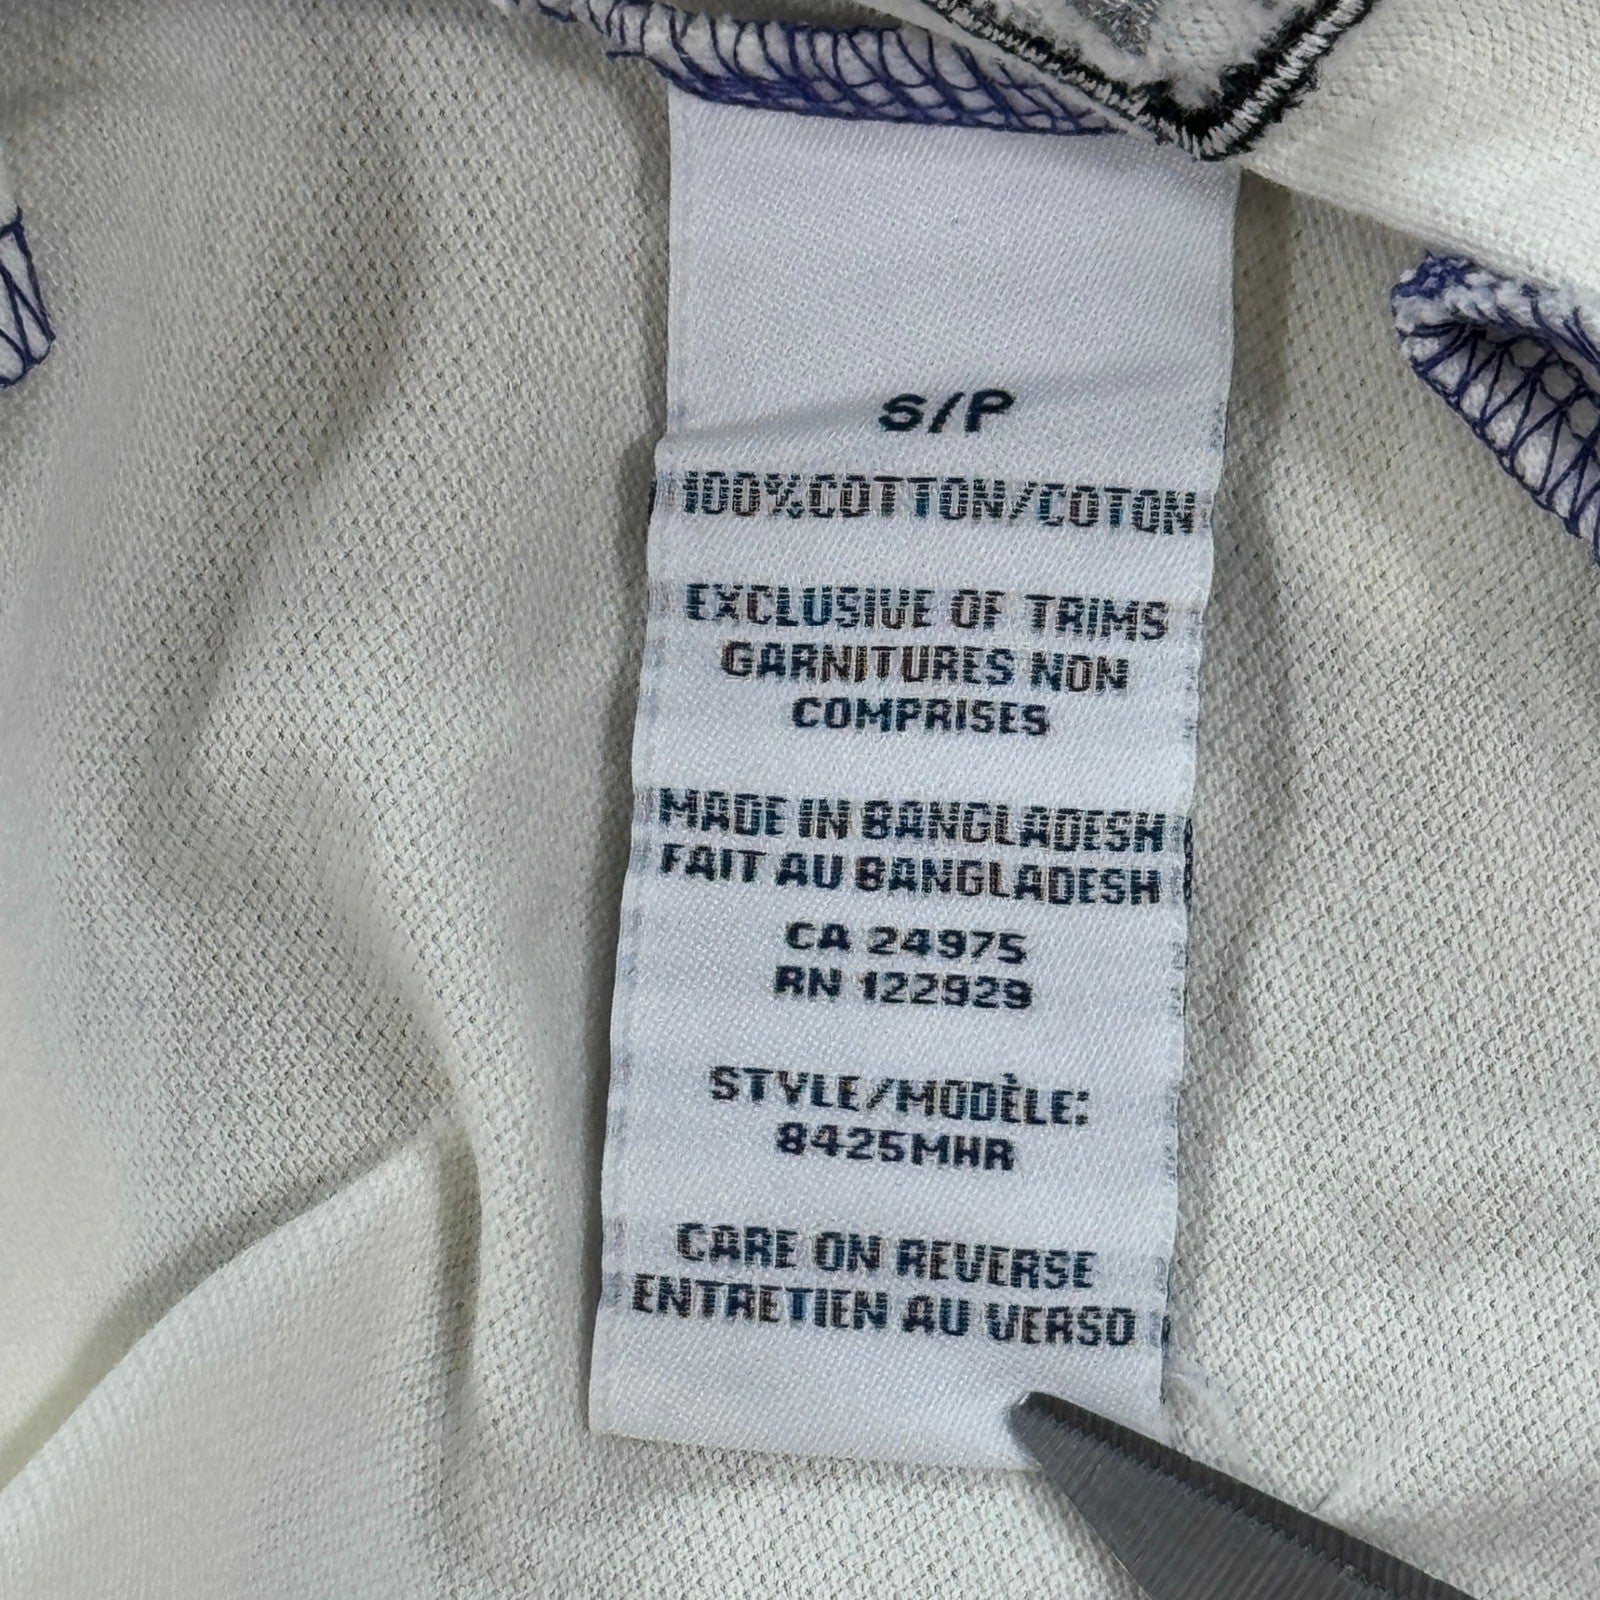 S/P
100%COTTON/COTON
EXCLUSIVE OF TRIMS
GARNITURES NON
COMPRISES
MADE IN BANGLADESH
FAIT AU BANGLADESH
CA 24975
RN 122929
STYLE/MODÈLE:
8425MHR
CARE ON REVERSE
ENTRETIEN AU VERSO